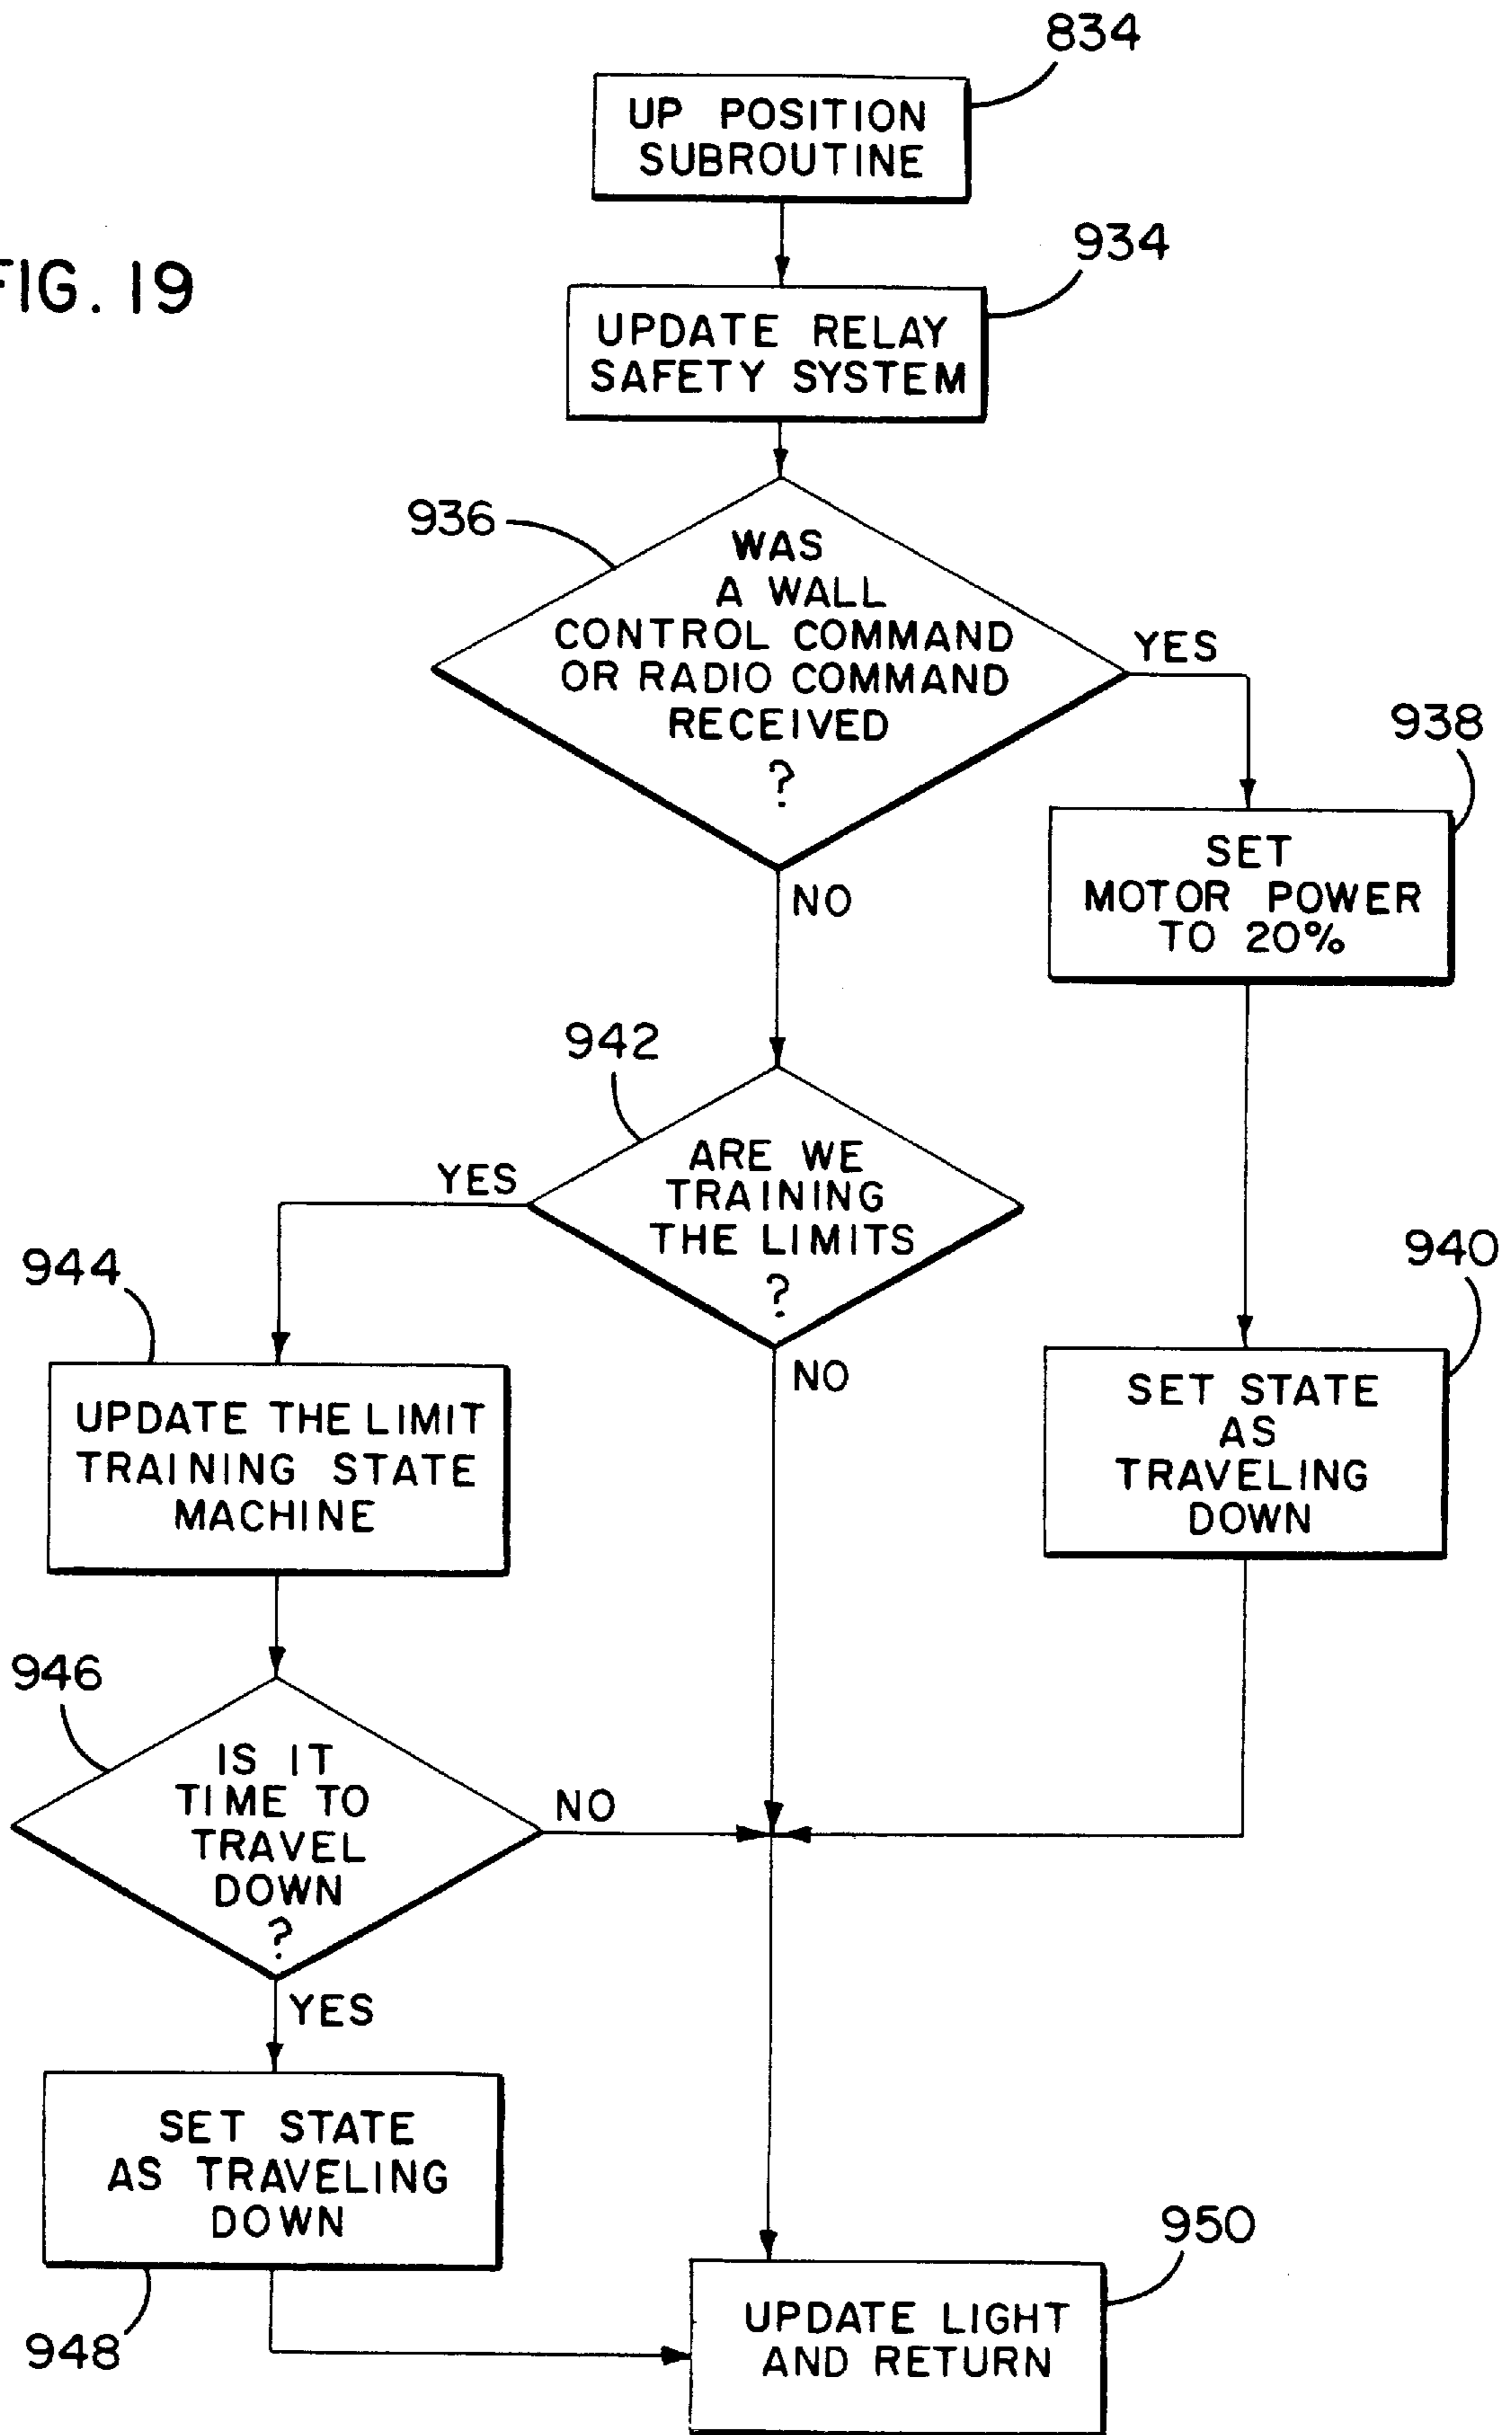 834
UP POSITION
SUBROUTINE
FIG. 19
934
UPDATE RELAY
SAFETY SYSTEM
936
WAS
A WALL
CONTROL COMMAND
OR RADIO COMMAND
RECEIVED
?
YES
938
SET
MOTOR POWER
TO 20%
NO
942
ARE WE
TRAINING
THE LIMITS
?
YES
NO
944
UPDATE THE LIMIT
TRAINING STATE
MACHINE
940
SET STATE
AS
TRAVELING
DOWN
946
IS IT
TIME TO
TRAVEL
DOWN
?
NO
YES
SET STATE
AS TRAVELING
DOWN
948
950
UPDATE LIGHT
AND RETURN